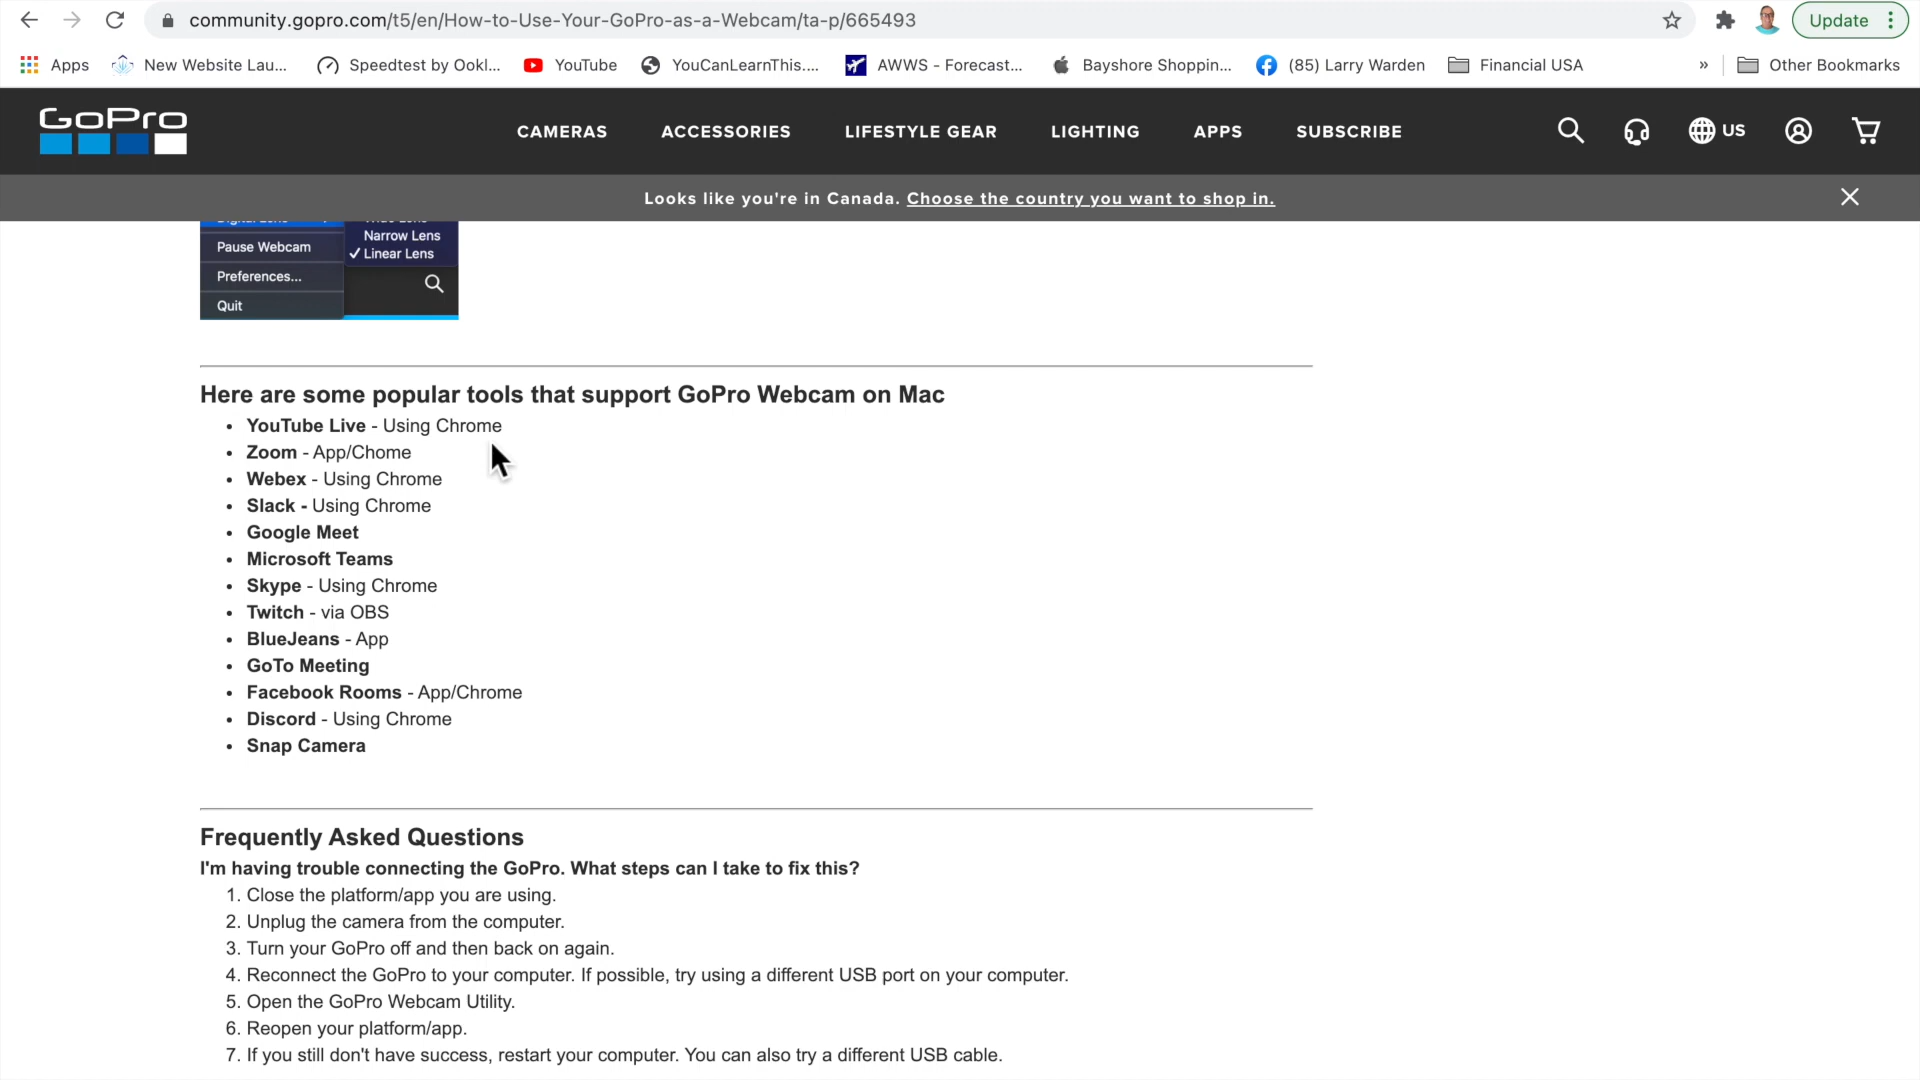 community.gopro.com/t5/en/How-to-Use-Your-GoPro-as-a-Webcam/ta-p/665493
Update
Apps
New Website Lau...
Speedtest by Ookl...
YouTube
YouCanLearnThis....
AWWS - Forecast...
Bayshore Shoppin...
(85) Larry Warden
Financial USA
»
Other Bookmarks
GoPro
CAMERAS
ACCESSORIES
LIFESTYLE GEAR
LIGHTING
APPS
SUBSCRIBE
US
Looks like you're in Canada. Choose the country you want to shop in.
Narrow Lens
Pause Webcam
✓ Linear Lens
Preferences...
Quit
Here are some popular tools that support GoPro Webcam on Mac
• YouTube Live - Using Chrome
• Zoom - App/Chome
• Webex - Using Chrome
• Slack - Using Chrome
• Google Meet
• Microsoft Teams
• Skype - Using Chrome
• Twitch - via OBS
• BlueJeans - App
• GoTo Meeting
• Facebook Rooms - App/Chrome
• Discord - Using Chrome
• Snap Camera
Frequently Asked Questions
I'm having trouble connecting the GoPro. What steps can I take to fix this?
1. Close the platform/app you are using.
2. Unplug the camera from the computer.
3. Turn your GoPro off and then back on again.
4. Reconnect the GoPro to your computer. If possible, try using a different USB port on your computer.
5. Open the GoPro Webcam Utility.
6. Reopen your platform/app.
7. If you still don't have success, restart your computer. You can also try a different USB cable.